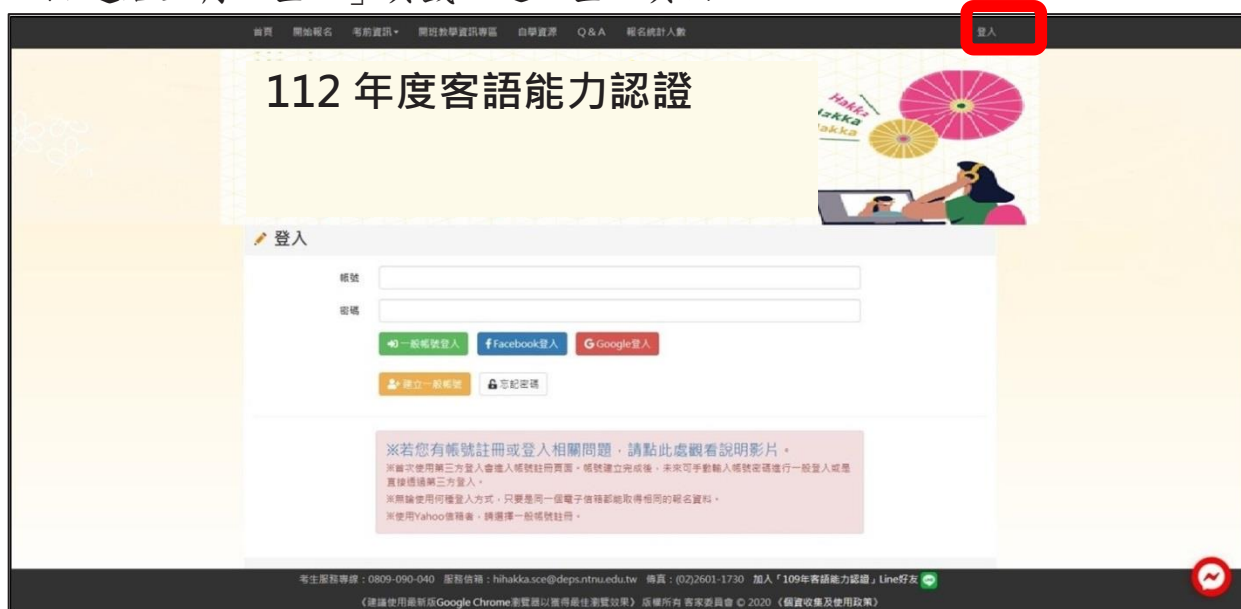 首頁 開始報名 考前資訊 開班教學資訊專區 自學資源 Q&A 報名統計人數 登入
112 年度客語能力認證
Hakka
Hakka
Hakka
登入
帳號
密碼
一般帳號登入 Facebook登入 Google登入
建立一般帳號 忘記密碼
※若您有帳號註冊或登入相關問題,請點此處觀看說明影片。
※首次使用第三方登入會進入帳號註冊頁面。帳號建立完成後,未來可手動輸入帳號密碼進行一般登入或是
直接透過第三方登入。
※無論使用何種登入方式,只要是同一個電子信箱都能取得相同的報名資料。
※使用Yahoo信箱者,請選擇一般帳號註冊。
考生服務專線:0809-090-040 服務信箱:hihakka.sce@deps.ntnu.edu.tw 傳真:(02)2601-1730 加入「109年客語能力認證」Line好友
《建議使用最新版Google Chrome瀏覽器以獲得最佳瀏覽效果》 版權所有 客家委員會 © 2020 《個資收集及使用政策》